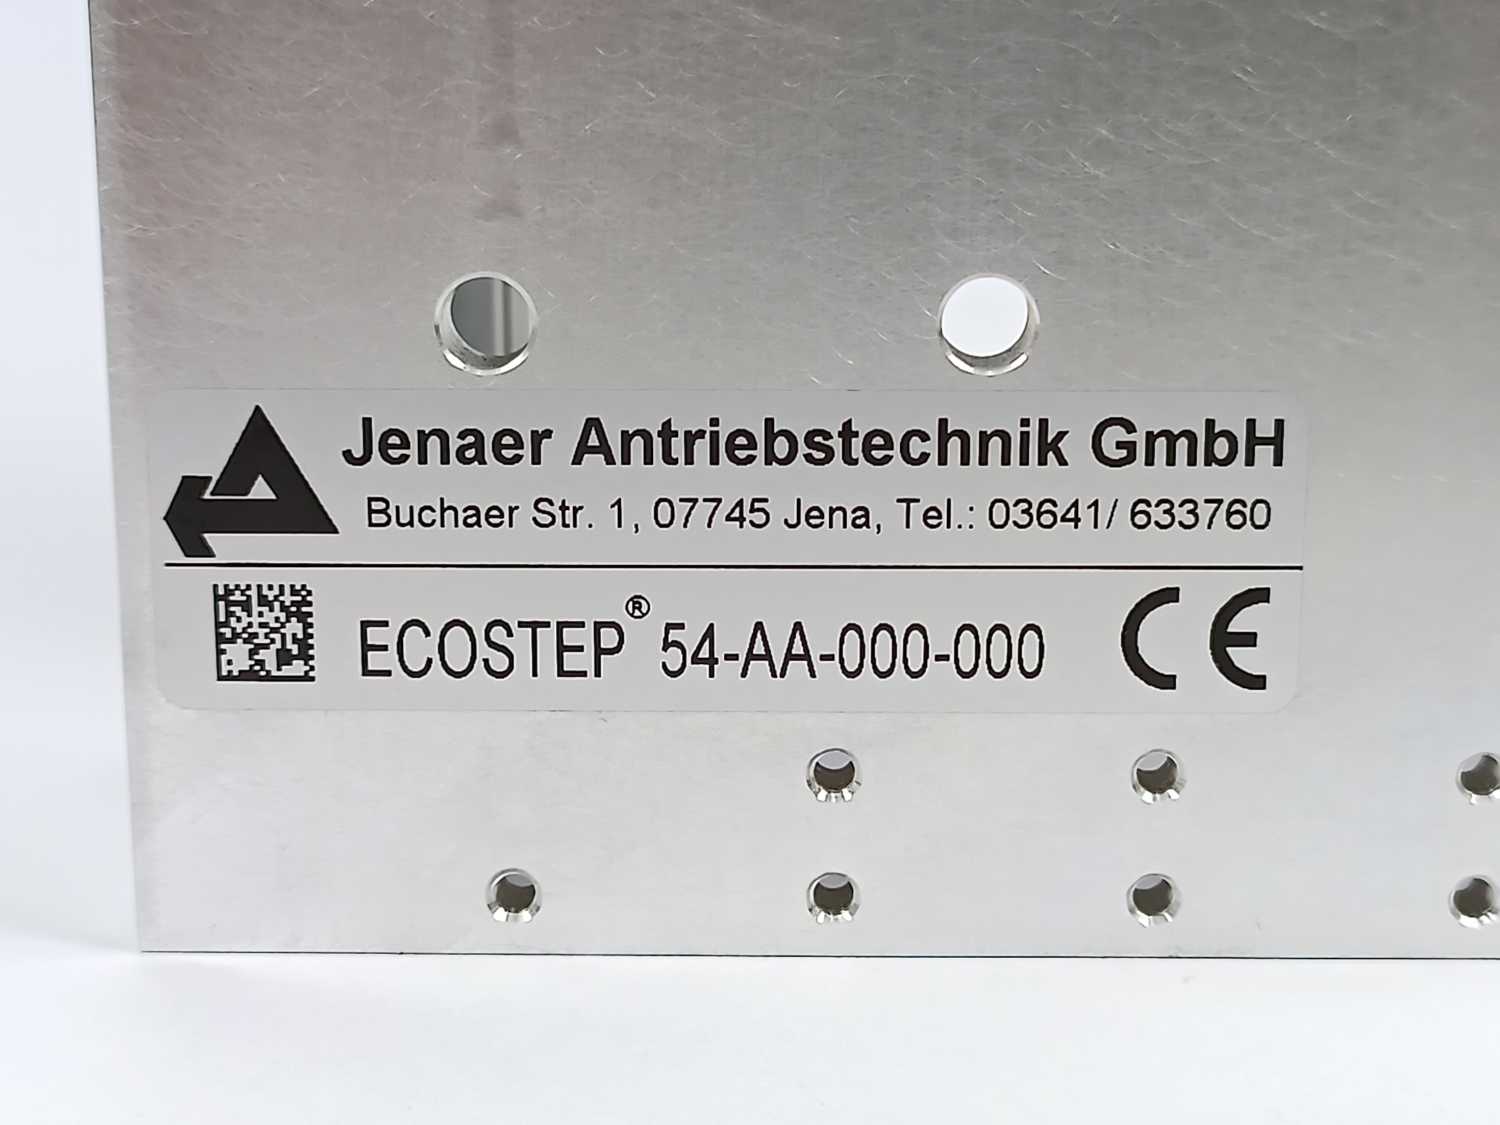 Jenaer Antriebstechnik GmbH
Buchaer Str. 1, 07745 Jena, Tel.: 03641/ 633760
ECOSTEP® 54-AA-000-000 CE